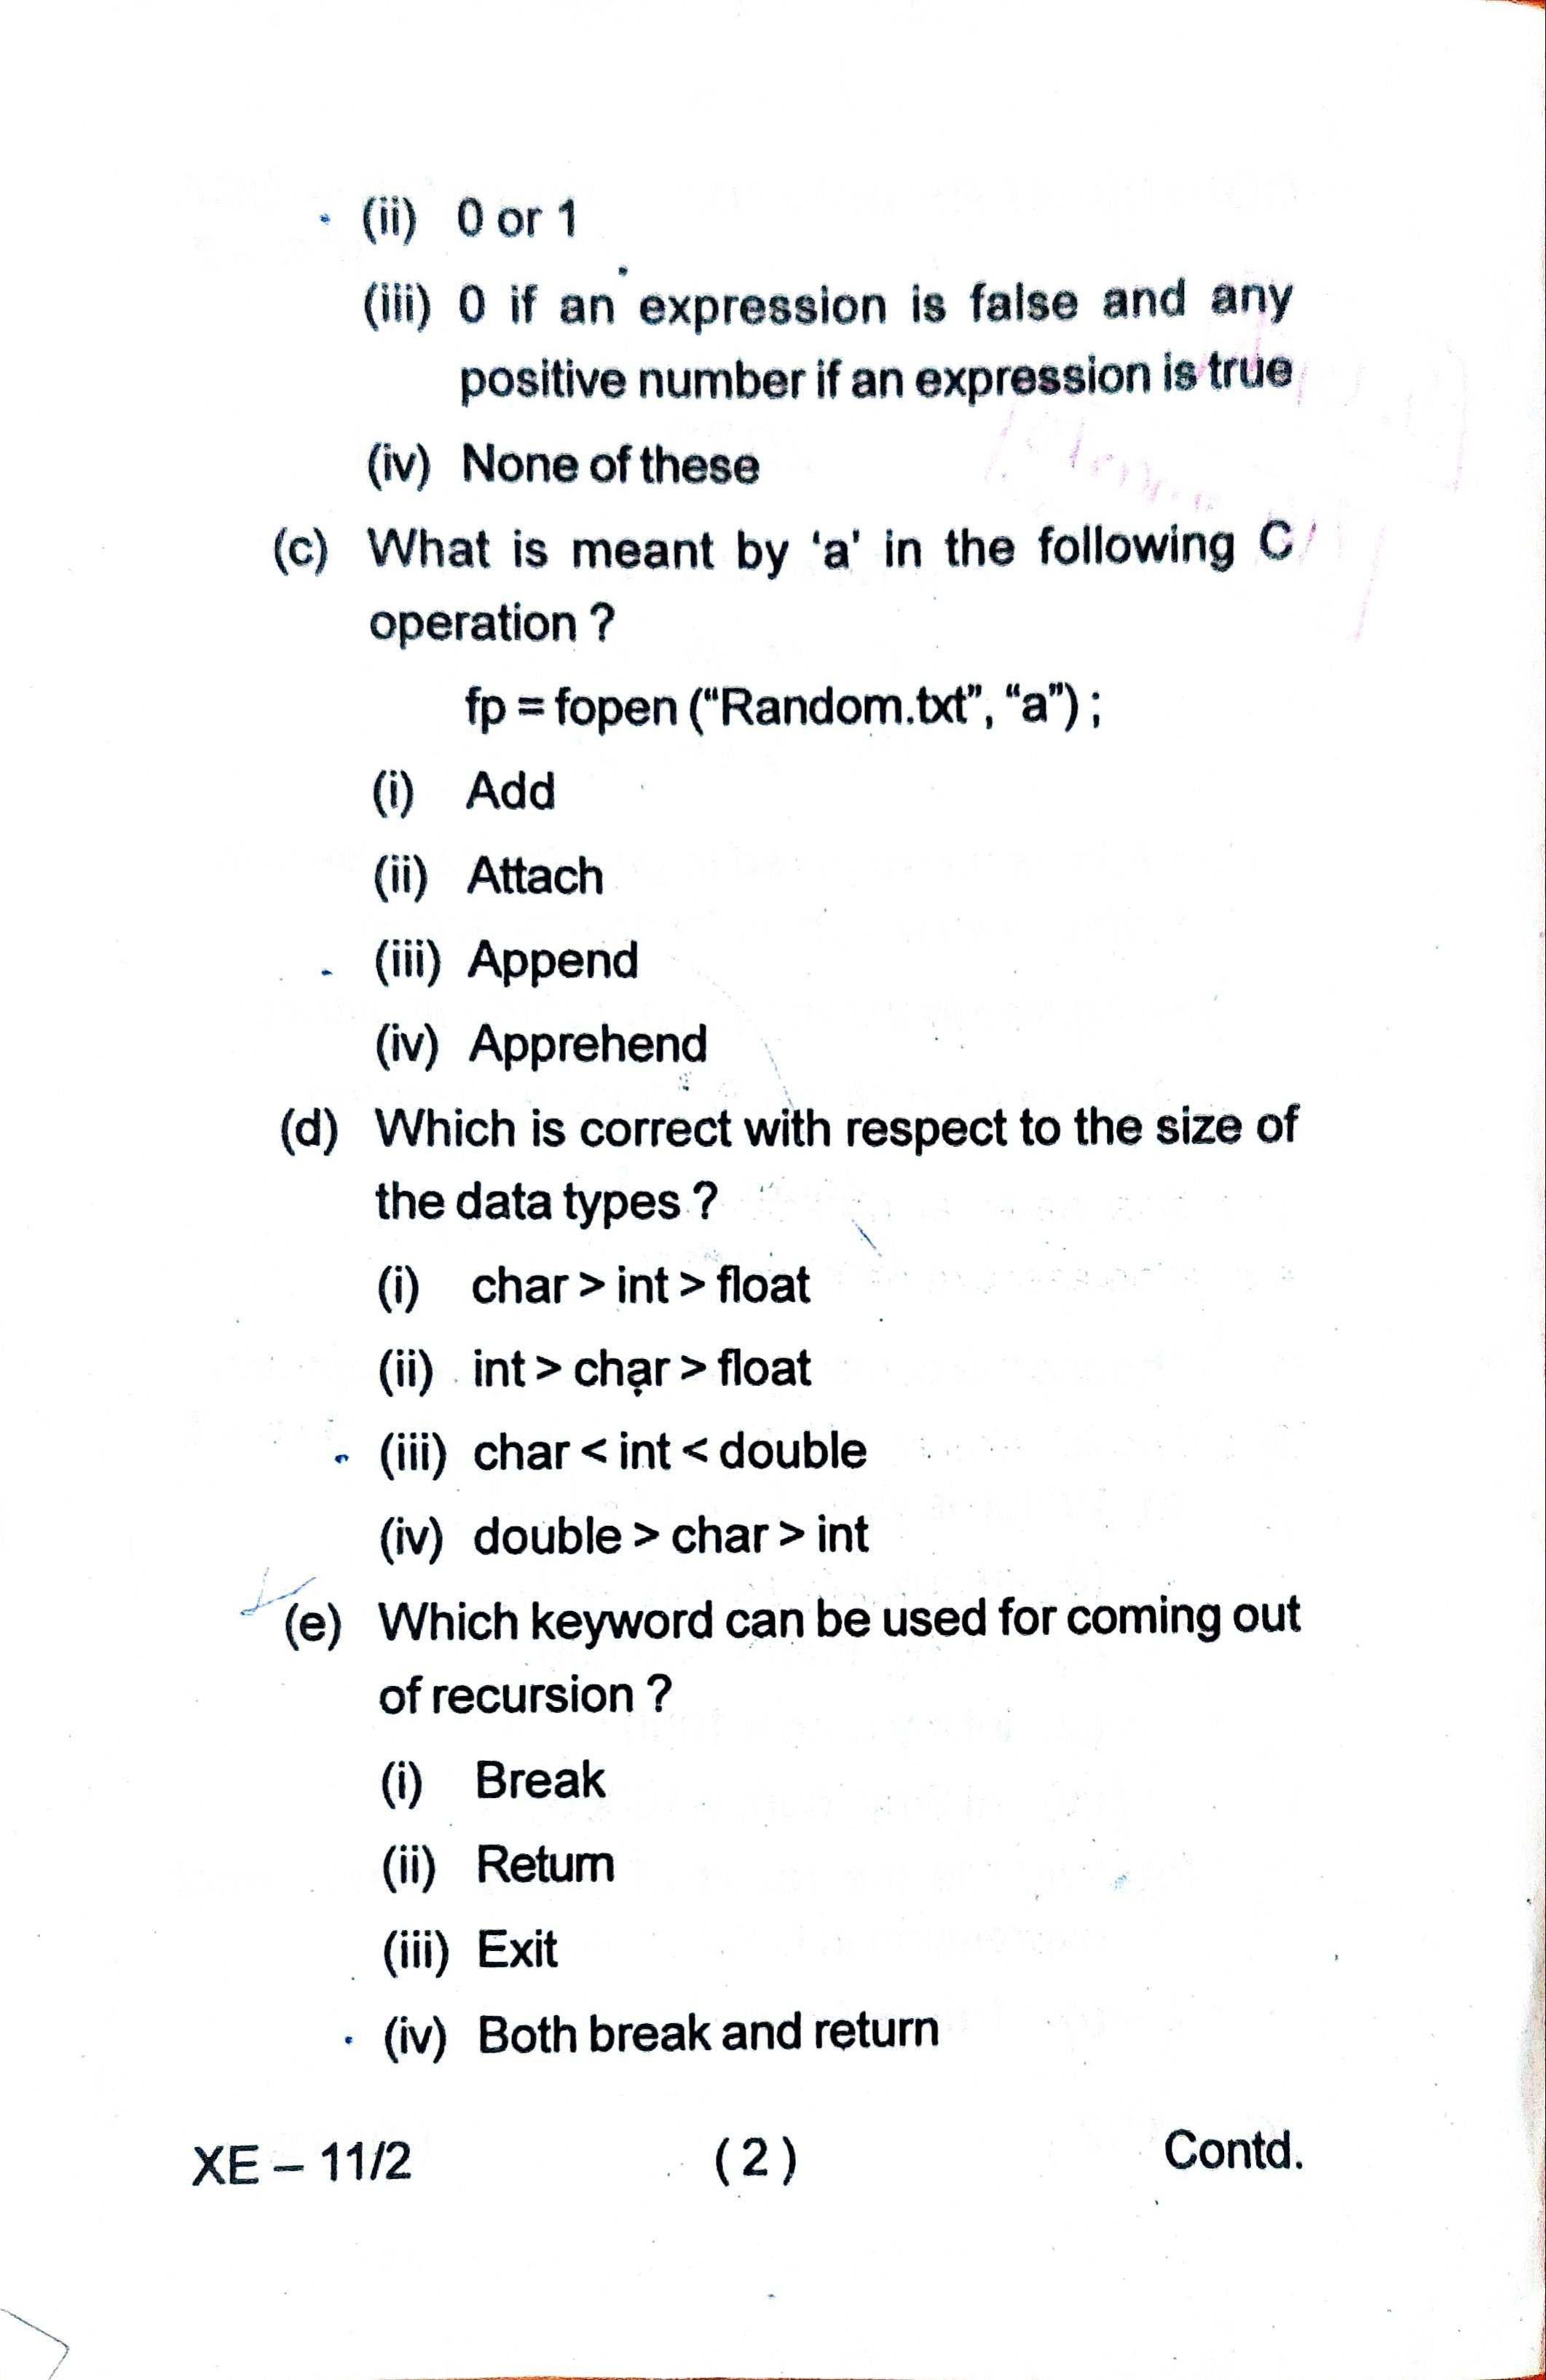 (ii) 0 or 1
(iii) 0 if an expression is false and any
positive number if an expression is true
(iv) None of these
(c) What is meant by ‘a’ in the following C
operation ?
fp = fopen (“Random.txt”, “a”) ;
(i) Add
(ii) Attach
(iii) Append
(iv) Apprehend
(d) Which is correct with respect to the size of
the data types ?
(i) char > int > float
(ii) int > char > float
(iii) char < int < double
(iv) double > char > int
(e) Which keyword can be used for coming out
of recursion ?
(i) Break
(ii) Return
(iii) Exit
(iv) Both break and return
XE – 11/2 (2) Contd.